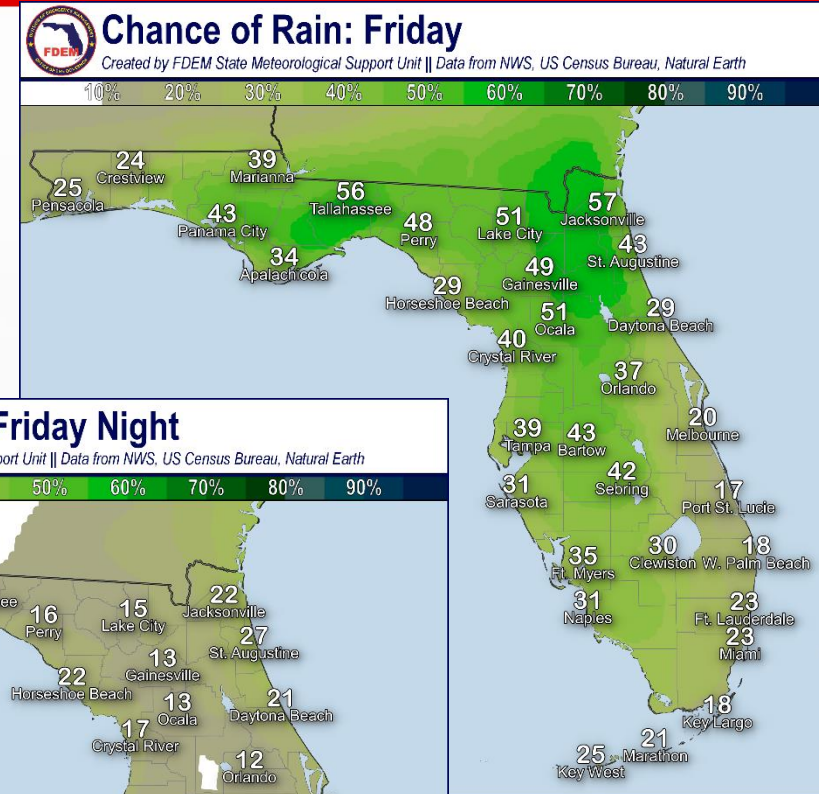 Chance of Rain: Friday
FDEM
Created by FDEM State Meteorological Support Unit || Data from NWS, US Census Bureau, Natural Earth
10% 20% 30% 40% 50% 60% 70% 80% 90%
24
Crestview
39
Marianna
25
Pensacola
56
Tallahassee
43
Panama City
48
Perry
51
Lake City
57
Jacksonville
34
Apalachicola
43
St. Augustine
49
Gainesville
29
Horseshoe Beach
51
Ocala
29
Daytona Beach
40
Crystal River
37
Orlando
39
Tampa
43
Bartow
20
Melbourne
31
Sarasota
42
Sebring
17
Port St. Lucie
35
Ft. Myers
30
Clewiston
18
W. Palm Beach
31
Naples
23
Ft. Lauderdale
23
Miami
18
Key Largo
21
Marathon
25
Key West
Friday Night
port Unit || Data from NWS, US Census Bureau, Natural Earth
50% 60% 70% 80% 90%
ee
16
Perry
15
Lake City
22
Jacksonville
27
St. Augustine
13
Gainesville
22
Horseshoe Beach
13
Ocala
21
Daytona Beach
17
Crystal River
12
Orlando